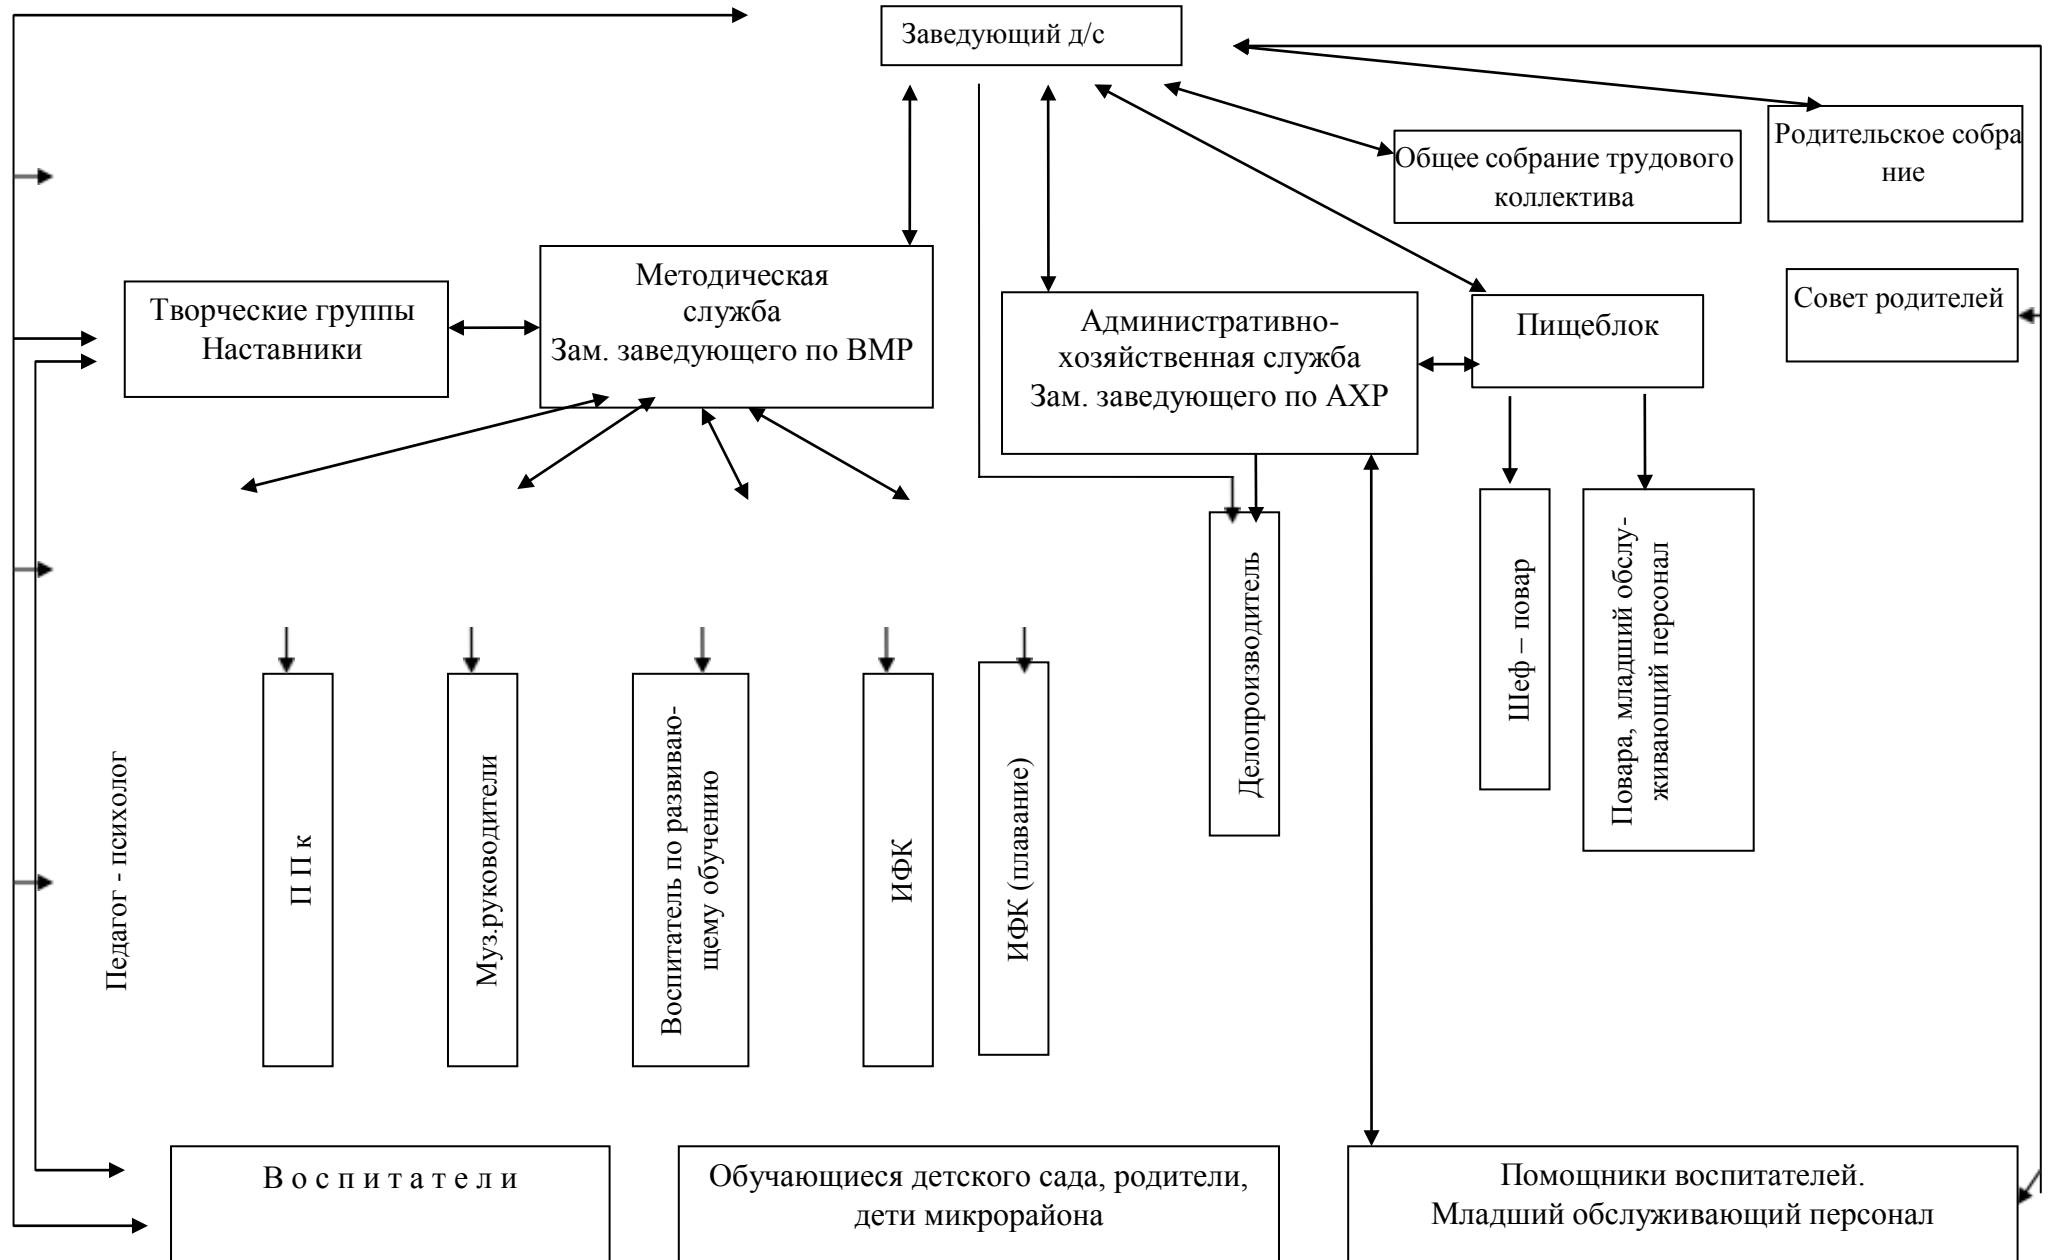 Заведующий д/с
Родительское собра
ние
Общее собрание трудового
коллектива
Методическая
служба
Зам. заведующего по ВМР
Творческие группы
Наставники
Административно-
хозяйственная служба
Зам. заведующего по АХР
Пищеблок
Совет родителей
Педагог - психолог
П П к
Муз.руководители
Воспитатель по развиваю-
щему обучению
ИФК
ИФК (плавание)
Делопроизводитель
Шеф – повар
Повара, младший обслу-
живающий персонал
В о с п и т а т е л и
Обучающиеся детского сада, родители,
дети микрорайона
Помощники воспитателей.
Младший обслуживающий персонал